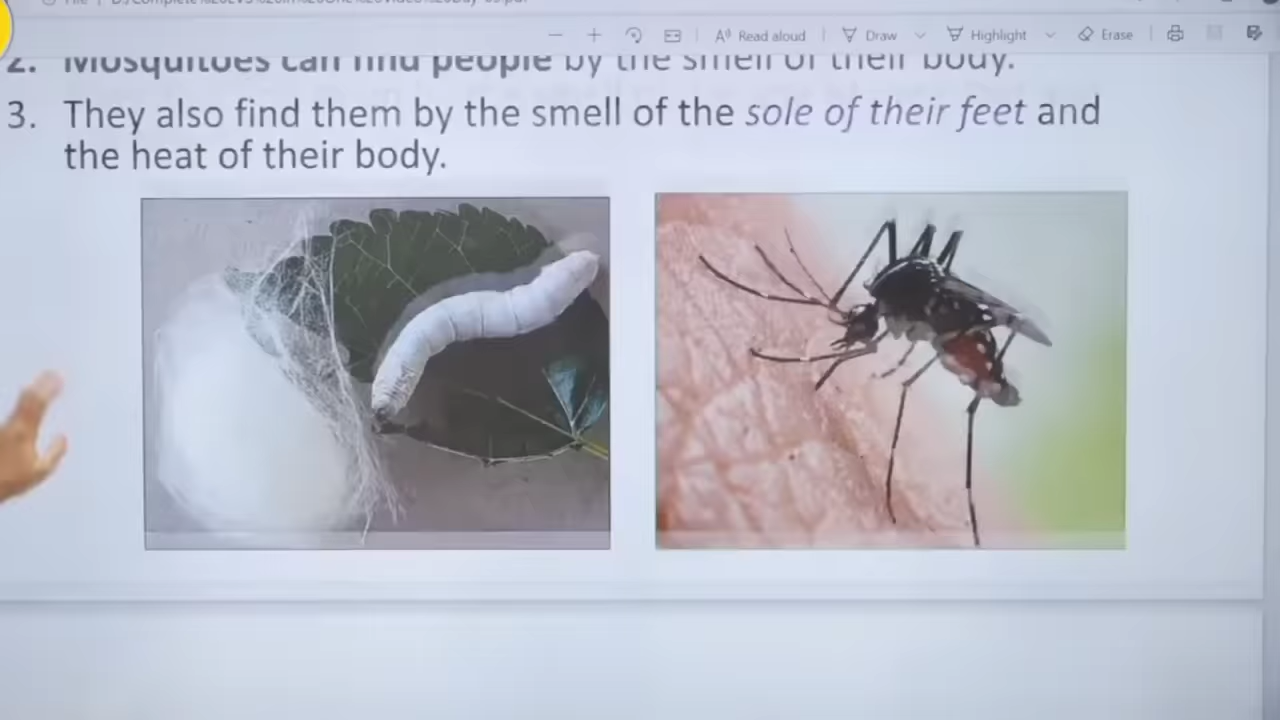 Read aloud Draw Highlight Erase
2. Mosquitoes can find people by the smell of their body.
3. They also find them by the smell of the sole of their feet and
the heat of their body.